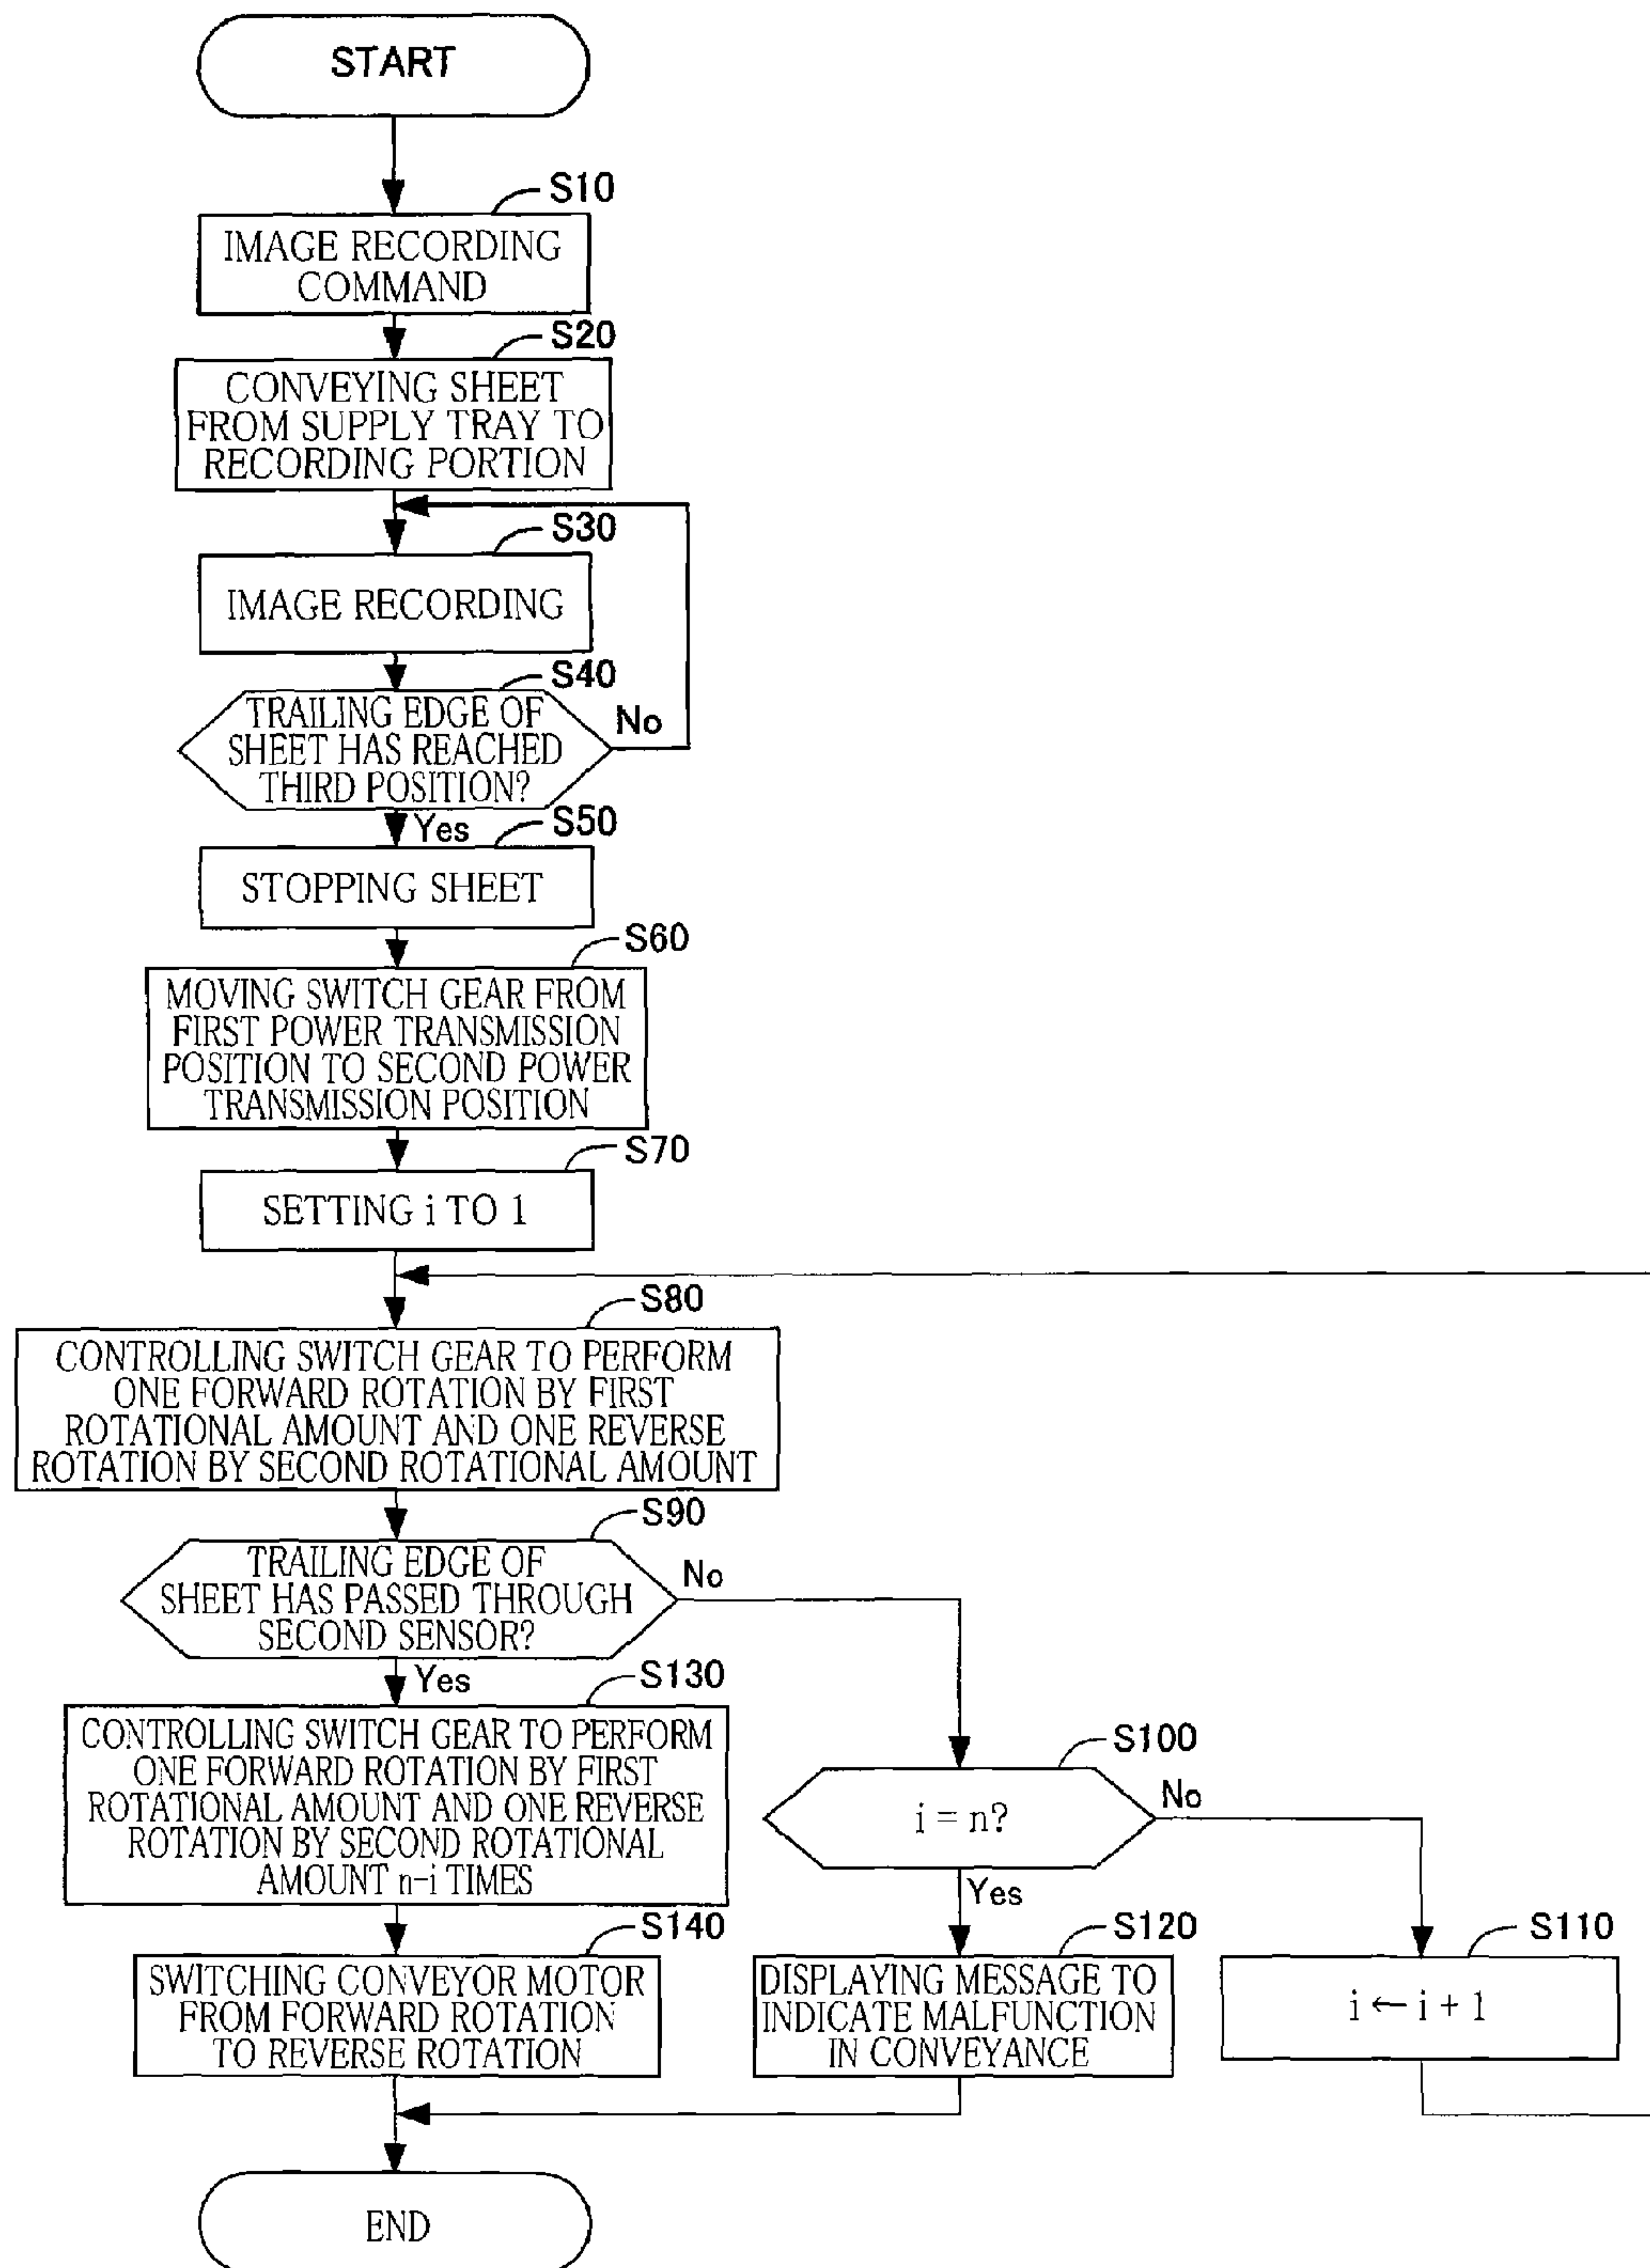 START
S10
IMAGE RECORDING
COMMAND
S20
CONVEYING SHEET
FROM SUPPLY TRAY TO
RECORDING PORTION
S30
IMAGE RECORDING
S40
TRAILING EDGE OF
SHEET HAS REACHED
THIRD POSITION?
No
Yes
S50
STOPPING SHEET
S60
MOVING SWITCH GEAR FROM
FIRST POWER TRANSMISSION
POSITION TO SECOND POWER
TRANSMISSION POSITION
S70
SETTING i TO 1
S80
CONTROLLING SWITCH GEAR TO PERFORM
ONE FORWARD ROTATION BY FIRST
ROTATIONAL AMOUNT AND ONE REVERSE
ROTATION BY SECOND ROTATIONAL AMOUNT
S90
TRAILING EDGE OF
SHEET HAS PASSED THROUGH
SECOND SENSOR?
No
Yes
S130
CONTROLLING SWITCH GEAR TO PERFORM
ONE FORWARD ROTATION BY FIRST
ROTATIONAL AMOUNT AND ONE REVERSE
ROTATION BY SECOND ROTATIONAL
AMOUNT n-i TIMES
S100
i = n?
No
Yes
S140
SWITCHING CONVEYOR MOTOR
FROM FORWARD ROTATION
TO REVERSE ROTATION
S120
DISPLAYING MESSAGE TO
INDICATE MALFUNCTION
IN CONVEYANCE
S110
i ← i + 1
END